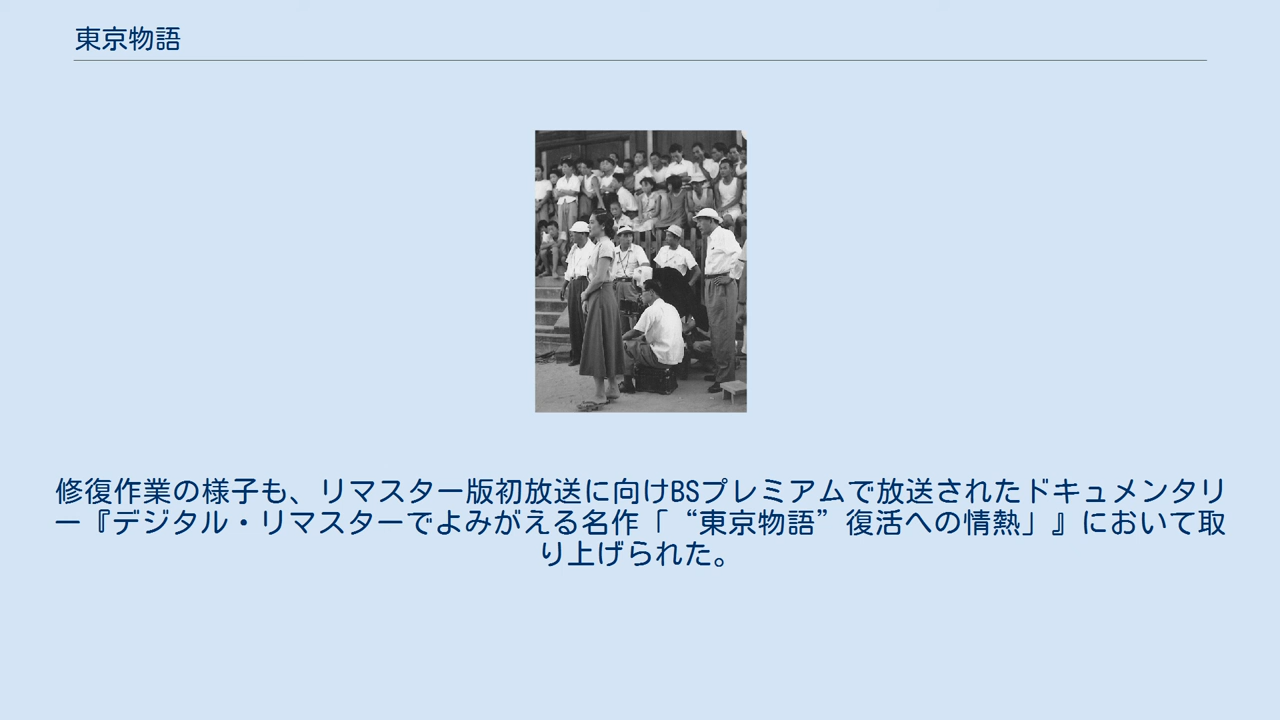 東京物語
修復作業の様子も、リマスター版初放送に向けBSプレミアムで放送されたドキュメンタリ
ー『デジタル・リマスターでよみがえる名作「“東京物語”復活への情熱」』において取
り上げられた。